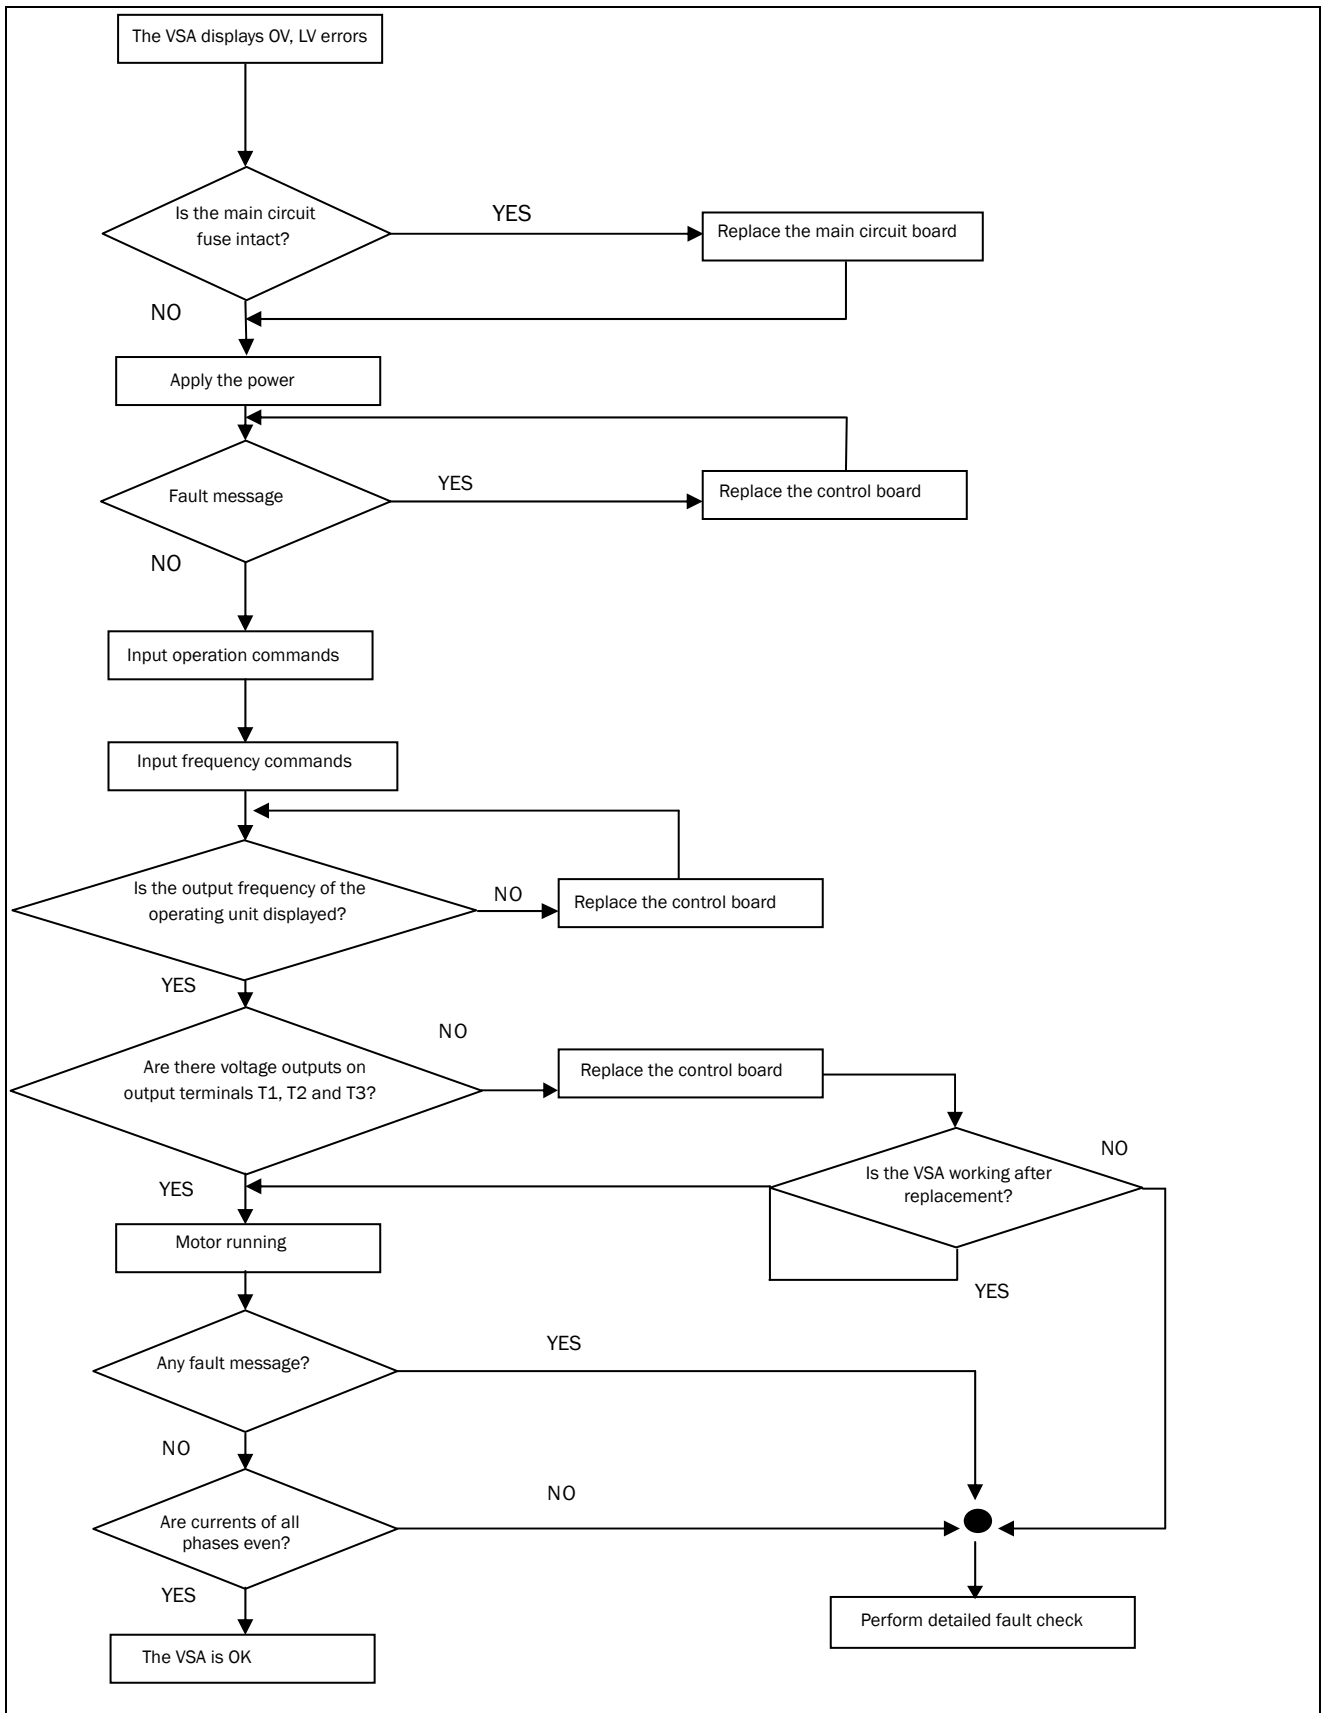 The VSA displays OV, LV errors
Is the main circuit
fuse intact?
YES
Replace the main circuit board
NO
Apply the power
Fault message
YES
Replace the control board
NO
Input operation commands
Input frequency commands
Is the output frequency of the
operating unit displayed?
NO
Replace the control board
YES
Are there voltage outputs on
output terminals T1, T2 and T3?
NO
Replace the control board
Is the VSA working after
replacement?
NO
YES
YES
Motor running
Any fault message?
YES
NO
Are currents of all
phases even?
NO
YES
Perform detailed fault check
The VSA is OK